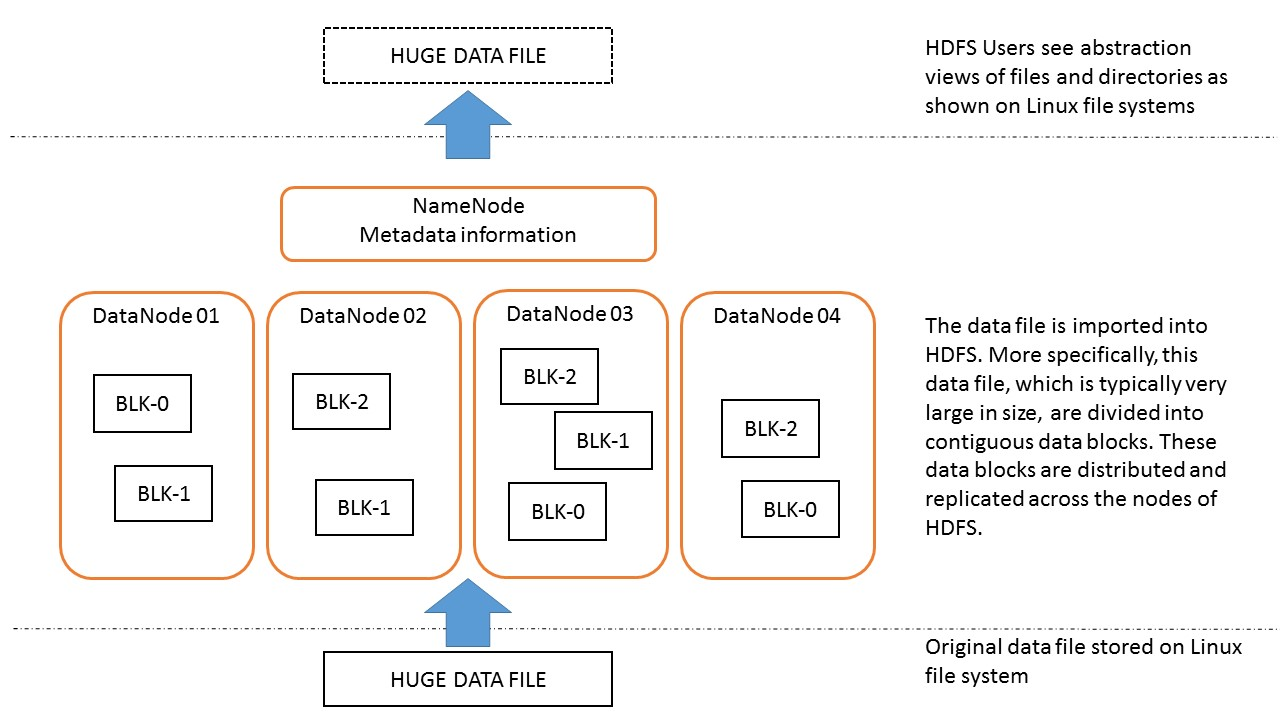 HUGE DATA FILE
HDFS Users see abstraction
views of files and directories as
shown on Linux file systems
NameNode
Metadata information
DataNode 01
BLK-0
BLK-1
DataNode 02
BLK-2
BLK-1
DataNode 03
BLK-2
BLK-1
BLK-0
DataNode 04
BLK-2
BLK-0
The data file is imported into
HDFS. More specifically, this
data file, which is typically very
large in size, are divided into
contiguous data blocks. These
data blocks are distributed and
replicated across the nodes of
HDFS.
HUGE DATA FILE
Original data file stored on Linux
file system